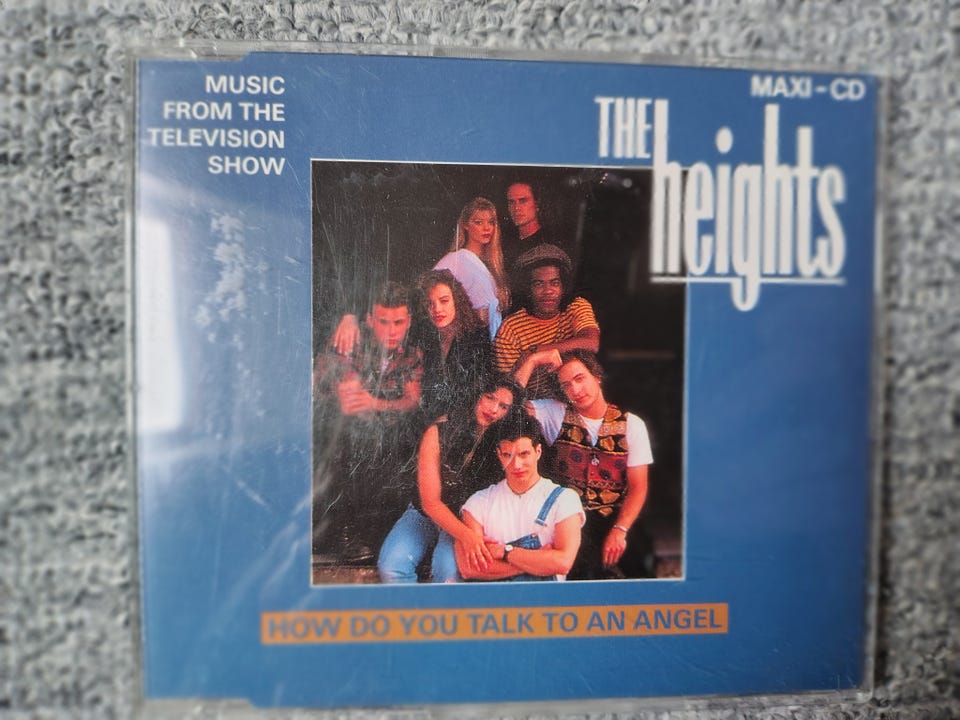 MUSIC
FROM THE
TELEVISION
SHOW
MAXI-CD
THE
heights
HOW DO YOU TALK TO AN ANGEL